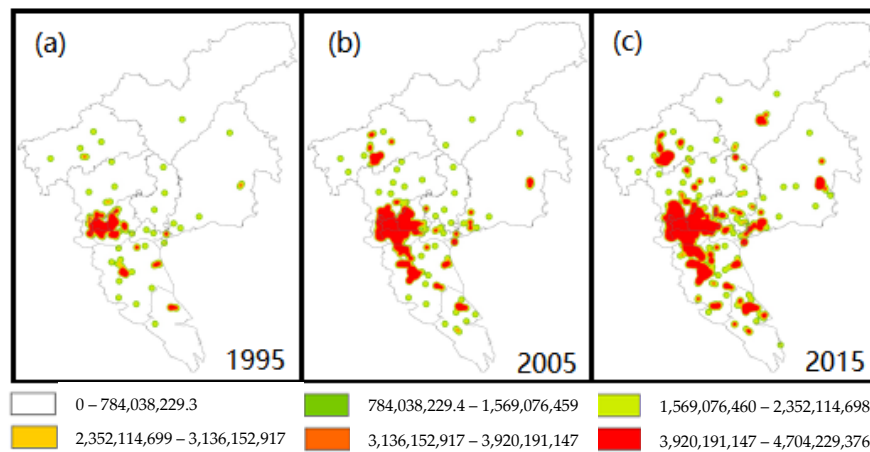 (a) (b) (c)
1995 2005 2015
0 – 784,038,229.3 784,038,229.4 – 1,569,076,459 1,569,076,460 – 2,352,114,698
2,352,114,699 – 3,136,152,917 3,136,152,917 – 3,920,191,147 3,920,191,147 – 4,704,229,376